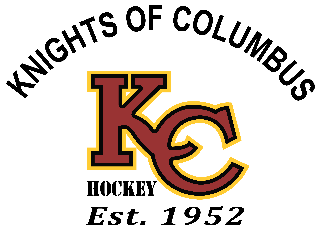 KNIGHTS OF COLUMBUS
KC
HOCKEY
Est. 1952